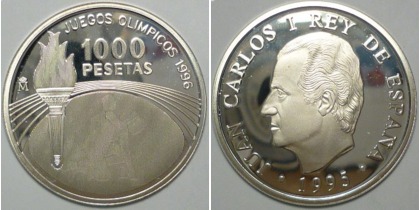 JUEGOS OLIMPICOS 1996
1000
PESETAS
M
JUAN CARLOS I REY DE ESPAÑA
1995